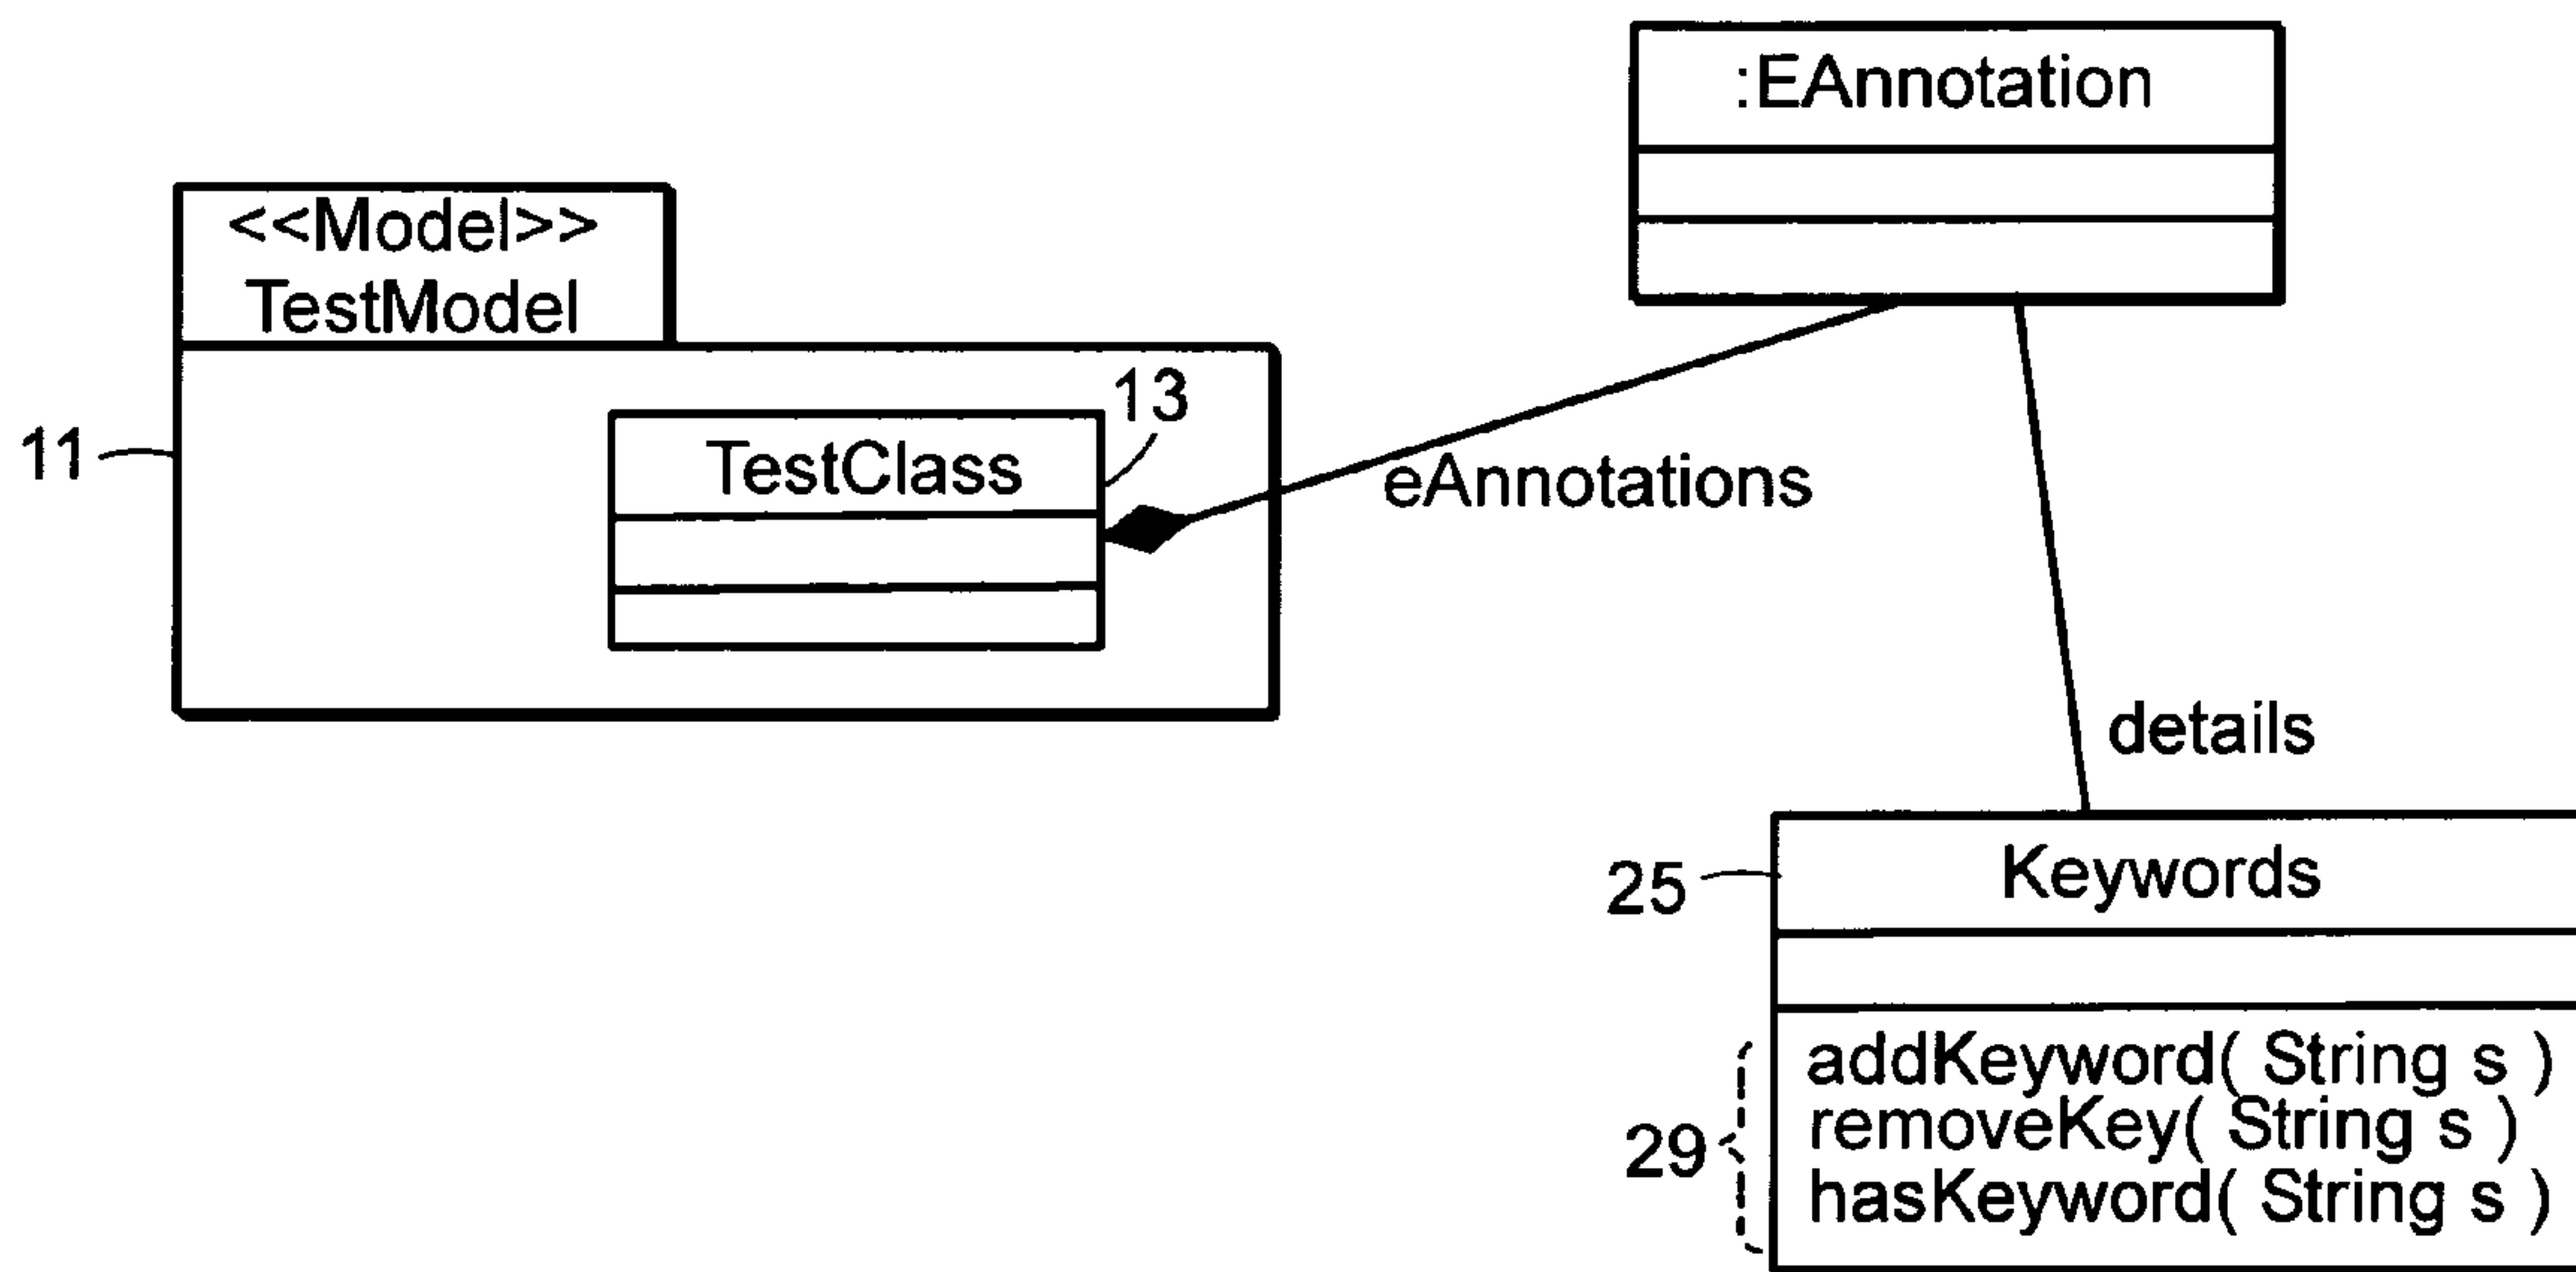 :EAnnotation
<<Model>>
TestModel
13
11
TestClass
eAnnotations
details
25
Keywords
addKeyword( String s )
29
removeKey( String s )
hasKeyword( String s )